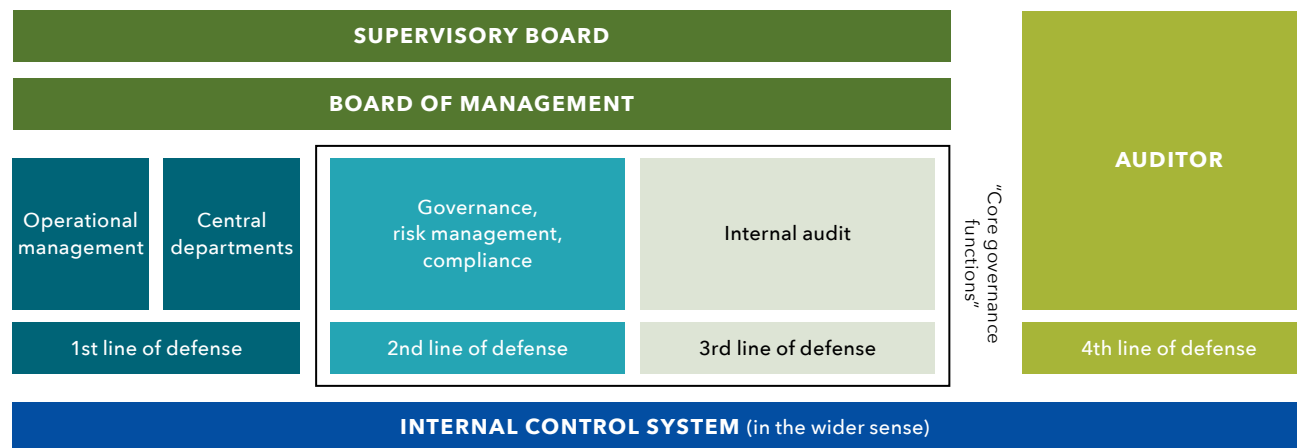 SUPERVISORY BOARD
BOARD OF MANAGEMENT
AUDITOR
Operational
management
Central
departments
Governance,
risk management,
compliance
Internal audit
“Core governance
functions”
1st line of defense
2nd line of defense
3rd line of defense
4th line of defense
INTERNAL CONTROL SYSTEM (in the wider sense)